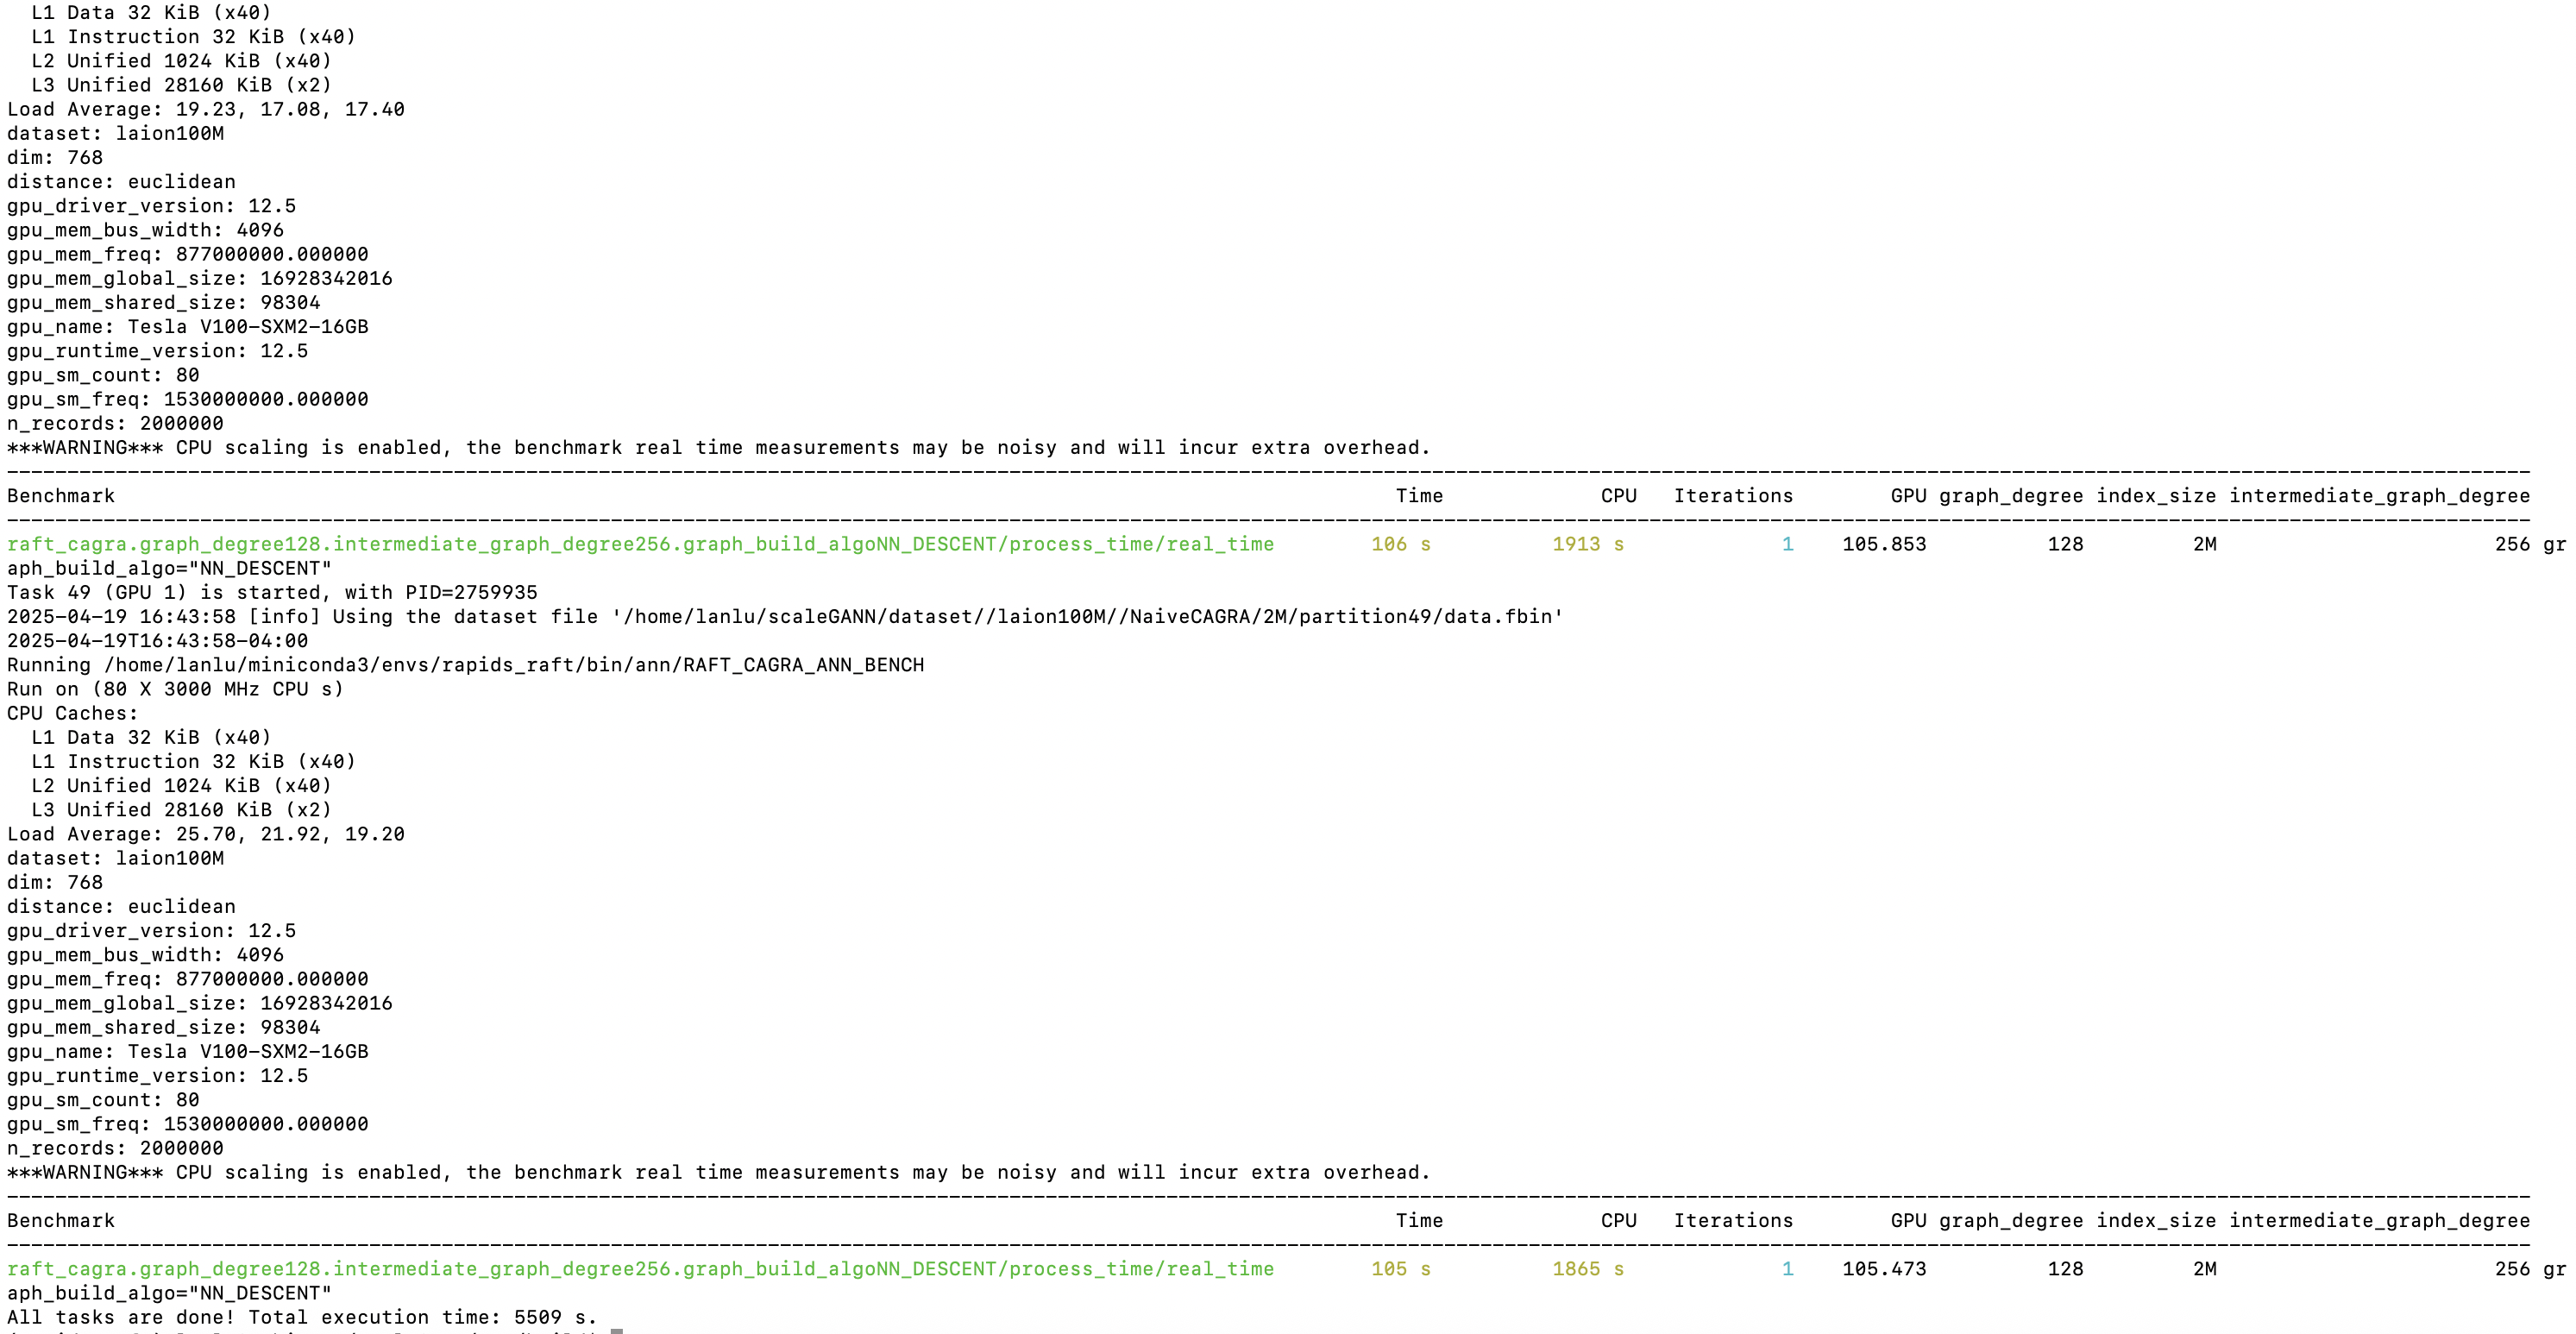 L1 Data 32 KiB (x40)
L1 Instruction 32 KiB (x40)
L2 Unified 1024 KiB (x40)
L3 Unified 28160 KiB (x2)
Load Average: 19.23, 17.08, 17.40
dataset: laion100M
dim: 768
distance: euclidean
gpu_driver_version: 12.5
gpu_mem_bus_width: 4096
gpu_mem_freq: 877000000.000000
gpu_mem_global_size: 16928342016
gpu_mem_shared_size: 98304
gpu_name: Tesla V100-SXM2-16GB
gpu_runtime_version: 12.5
gpu_sm_count: 80
gpu_sm_freq: 1530000000.000000
n_records: 2000000
***WARNING*** CPU scaling is enabled, the benchmark real time measurements may be noisy and will incur extra overhead.
Benchmark Time CPU Iterations GPU graph_degree index_size intermediate_graph_degree
raft_cagra.graph_degree128.intermediate_graph_degree256.graph_build_algoNN_DESCENT/process_time/real_time 106 s 1913 s 1 105.853 128 2M 256 gr
aph_build_algo="NN_DESCENT"
Task 49 (GPU 1) is started, with PID=2759935
2025-04-19 16:43:58 [info] Using the dataset file '/home/lanlu/scaleGANN/dataset//laion100M//NaiveCAGRA/2M/partition49/data.fbin'
2025-04-19T16:43:58-04:00
Running /home/lanlu/miniconda3/envs/rapids_raft/bin/ann/RAFT_CAGRA_ANN_BENCH
Run on (80 X 3000 MHz CPU s)
CPU Caches:
L1 Data 32 KiB (x40)
L1 Instruction 32 KiB (x40)
L2 Unified 1024 KiB (x40)
L3 Unified 28160 KiB (x2)
Load Average: 25.70, 21.92, 19.20
dataset: laion100M
dim: 768
distance: euclidean
gpu_driver_version: 12.5
gpu_mem_bus_width: 4096
gpu_mem_freq: 877000000.000000
gpu_mem_global_size: 16928342016
gpu_mem_shared_size: 98304
gpu_name: Tesla V100-SXM2-16GB
gpu_runtime_version: 12.5
gpu_sm_count: 80
gpu_sm_freq: 1530000000.000000
n_records: 2000000
***WARNING*** CPU scaling is enabled, the benchmark real time measurements may be noisy and will incur extra overhead.
Benchmark Time CPU Iterations GPU graph_degree index_size intermediate_graph_degree
raft_cagra.graph_degree128.intermediate_graph_degree256.graph_build_algoNN_DESCENT/process_time/real_time 105 s 1865 s 1 105.473 128 2M 256 gr
aph_build_algo="NN_DESCENT"
All tasks are done! Total execution time: 5509 s.